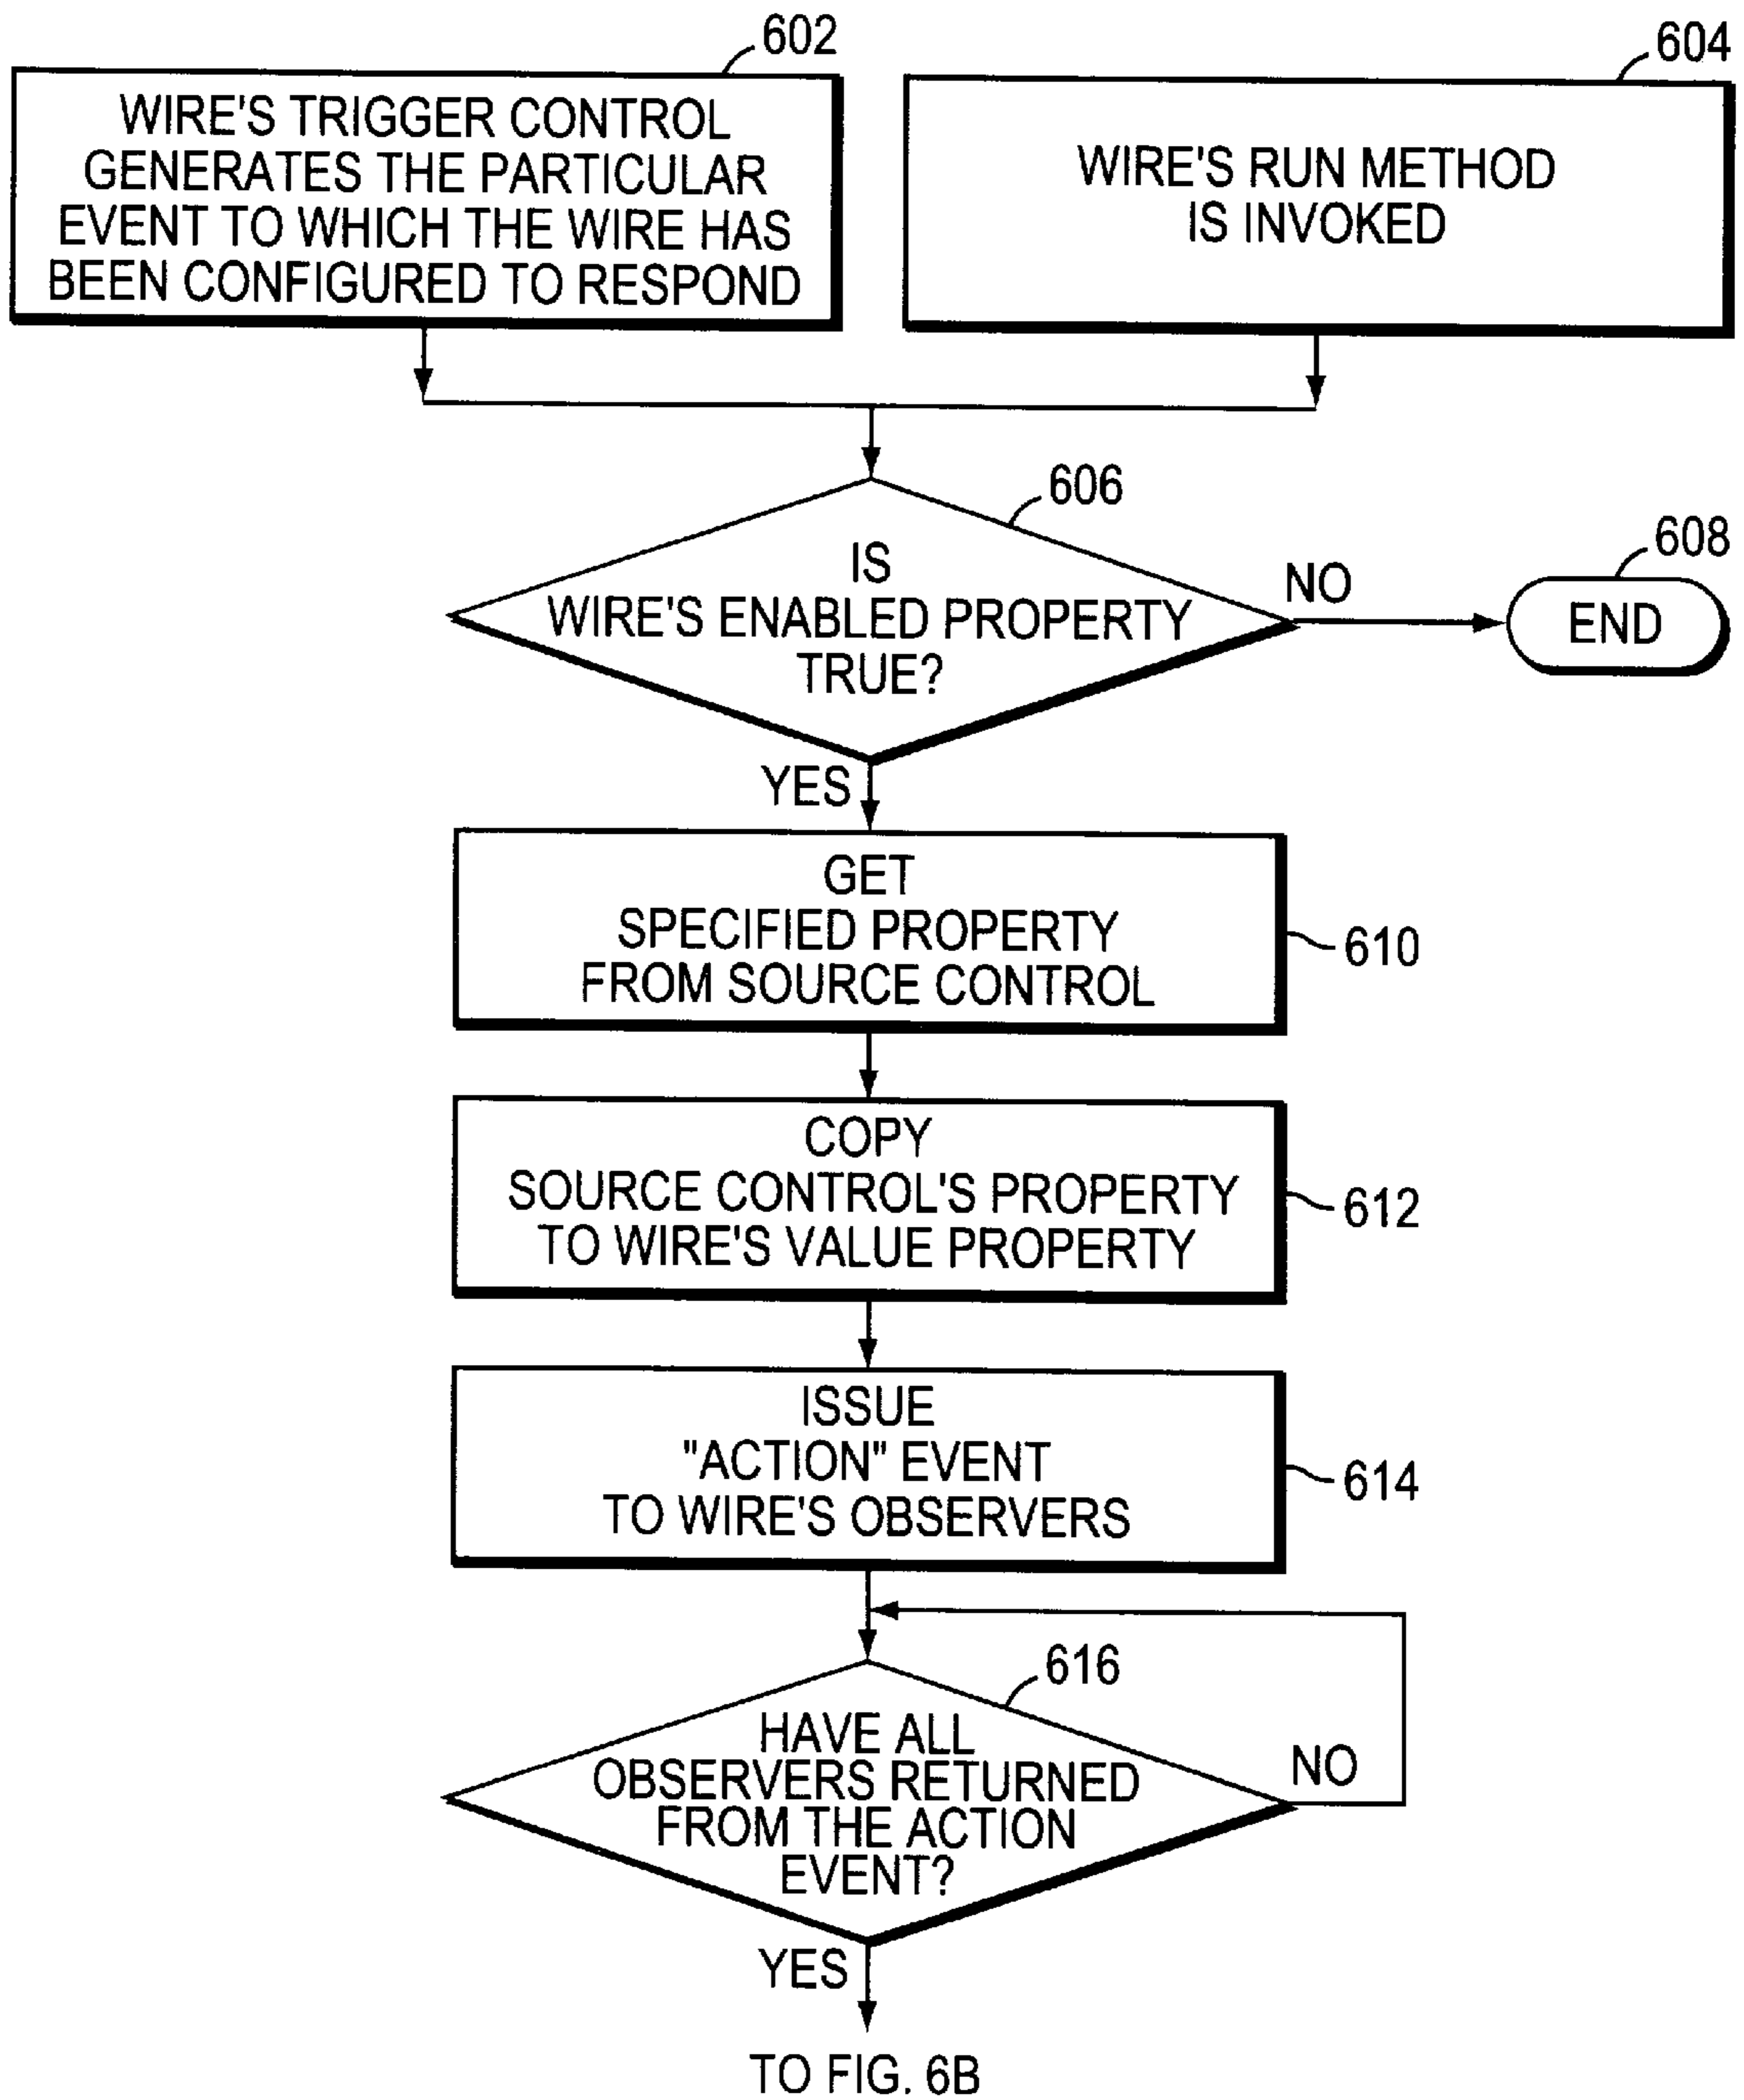 602
WIRE'S TRIGGER CONTROL
GENERATES THE PARTICULAR
EVENT TO WHICH THE WIRE HAS
BEEN CONFIGURED TO RESPOND
604
WIRE'S RUN METHOD
IS INVOKED
606
IS
WIRE'S ENABLED PROPERTY
TRUE?
NO
608
END
YES
GET
SPECIFIED PROPERTY
FROM SOURCE CONTROL
610
COPY
SOURCE CONTROL'S PROPERTY
TO WIRE'S VALUE PROPERTY
612
ISSUE
"ACTION" EVENT
TO WIRE'S OBSERVERS
614
616
HAVE ALL
OBSERVERS RETURNED
FROM THE ACTION
EVENT?
NO
YES
TO FIG. 6B